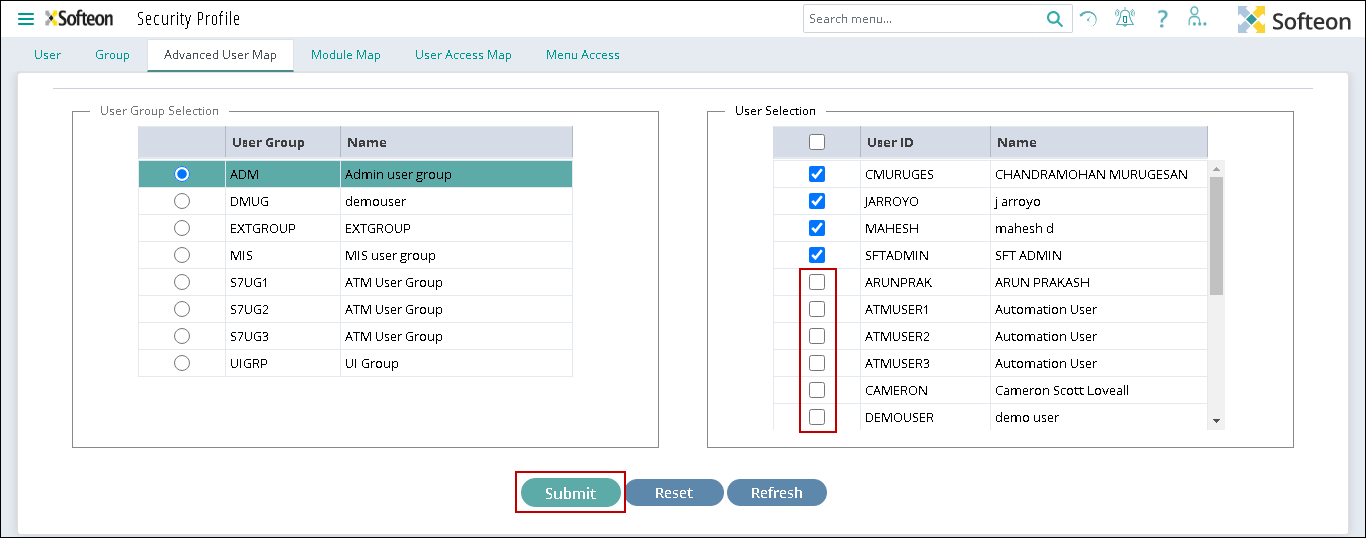 Softeon Security Profile Search menu... ? Softeon
User Group Advanced User Map Module Map User Access Map Menu Access
User Group Selection
User Group Name
ADM Admin user group
DMUG demouser
EXTGROUP EXTGROUP
MIS MIS user group
S7UG1 ATM User Group
S7UG2 ATM User Group
S7UG3 ATM User Group
UIGRP UI Group
User Selection
User ID Name
CMURUGES CHANDRAMOHAN MURUGESAN
JARROYO j arroyo
MAHESH mahesh d
SFTADMIN SFT ADMIN
ARUNPRAK ARUN PRAKASH
ATMUSER1 Automation User
ATMUSER2 Automation User
ATMUSER3 Automation User
CAMERON Cameron Scott Loveall
DEMOUSER demo user
Submit Reset Refresh